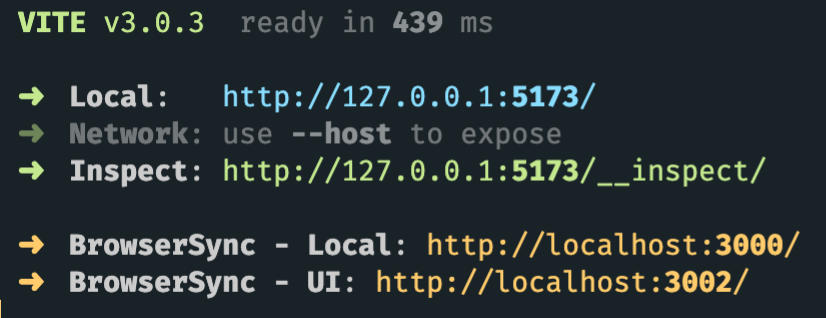 VITE v3.0.3 ready in 439 ms
➜ Local: http://127.0.0.1:5173/
➜ Network: use --host to expose
➜ Inspect: http://127.0.0.1:5173/__inspect/
➜ BrowserSync - Local: http://localhost:3000/
➜ BrowserSync - UI: http://localhost:3002/